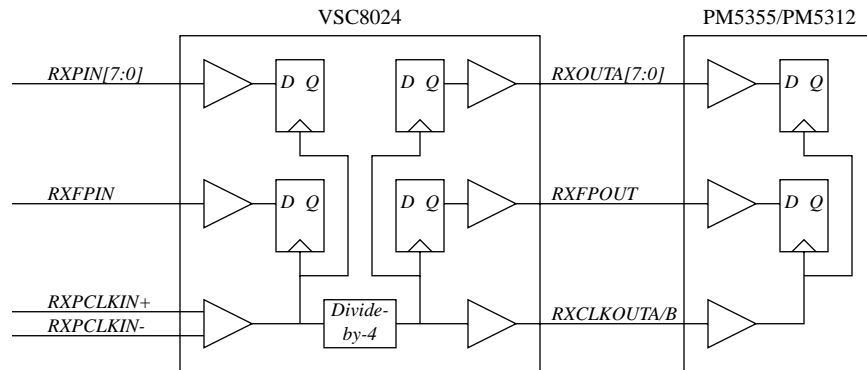 VSC8024
PM5355/PM5312
RXPIN[7:0]
D Q
D Q
RXOUTA[7:0]
D Q
RXFPIN
D Q
D Q
RXFPOUT
D Q
RXPCLKIN+
RXPCLKIN-
Divide-
by-4
RXCLKOUTA/B